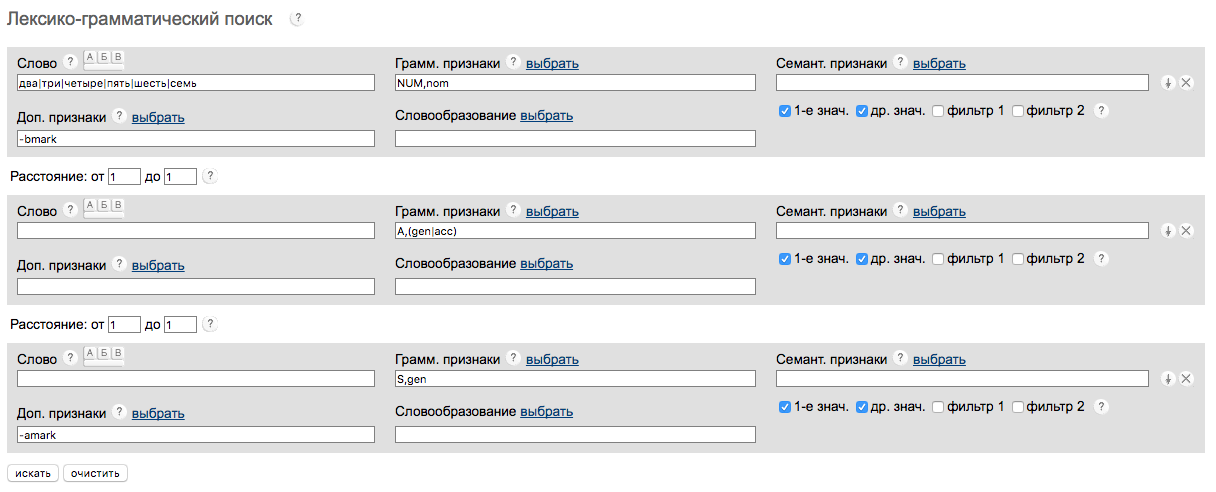 Лексико-грамматический поиск ?
Слово ? А Б В Грамм. признаки ? выбрать Семант. признаки ? выбрать
два|три|четыре|пять|шесть|семь NUM,nom
Доп. признаки ? выбрать Словообразование выбрать 1-е знач. др. знач. фильтр 1 фильтр 2 ?
-bmark
Расстояние: от 1 до 1 ?
Слово ? А Б В Грамм. признаки ? выбрать Семант. признаки ? выбрать
A,(gen|acc)
Доп. признаки ? выбрать Словообразование выбрать 1-е знач. др. знач. фильтр 1 фильтр 2 ?
Расстояние: от 1 до 1 ?
Слово ? А Б В Грамм. признаки ? выбрать Семант. признаки ? выбрать
S,gen
Доп. признаки ? выбрать Словообразование выбрать 1-е знач. др. знач. фильтр 1 фильтр 2 ?
-amark
искать очистить